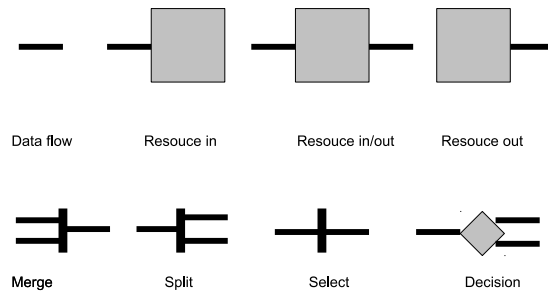 Data flow
Resouce in
Resouce in/out
Resouce out
Merge
Split
Select
Decision